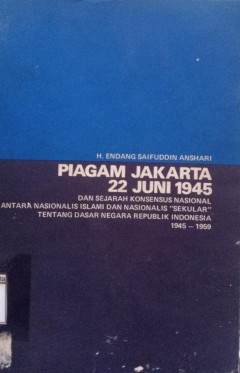 H. ENDANG SAIFUDDIN ANSHARI
PIAGAM JAKARTA
22 JUNI 1945
DAN SEJARAH KONSENSUS NASIONAL
ANTARA NASIONALIS ISLAMI DAN NASIONALIS "SEKULAR"
TENTANG DASAR NEGARA REPUBLIK INDONESIA
1945 – 1959